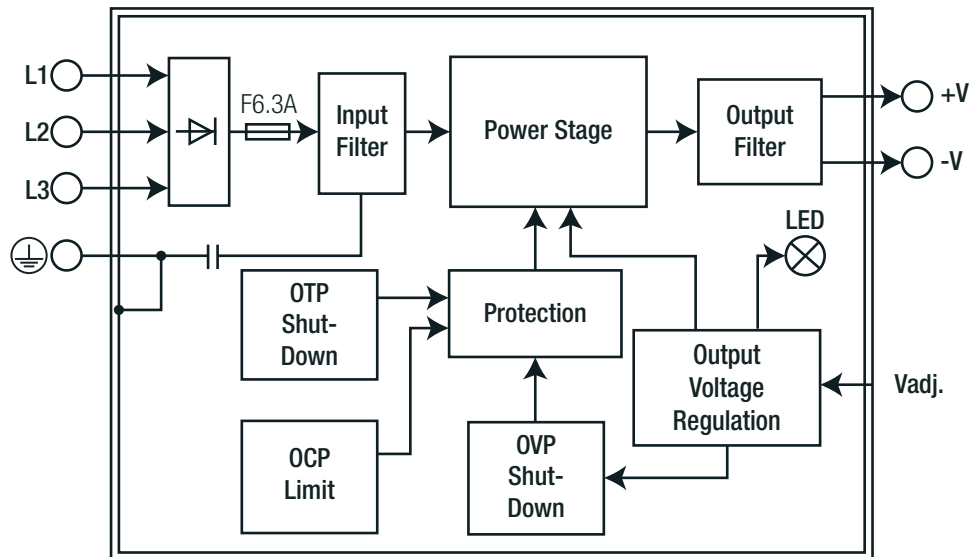 L1
L2
L3
F6.3A
Input
Filter
Power Stage
Output
Filter
+V
-V
LED
OTP
Shut-
Down
Protection
Output
Voltage
Regulation
Vadj.
OCP
Limit
OVP
Shut-
Down